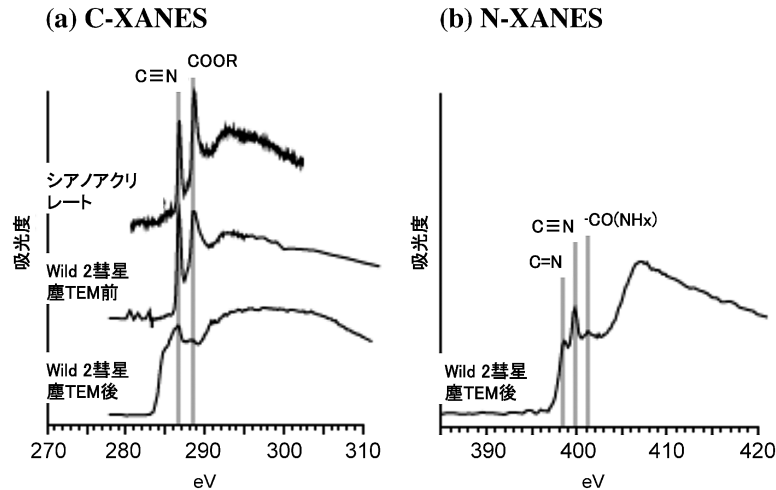 (a) C-XANES
COOR
C≡N
シアノアクリ
レート
吸光度
Wild 2彗星
塵TEM前
Wild 2彗星
塵TEM後
270 280 290 300 310
eV
(b) N-XANES
-CO(NHx)
C≡N
C=N
吸光度
Wild 2彗星
塵TEM後
390 400 410 420
eV